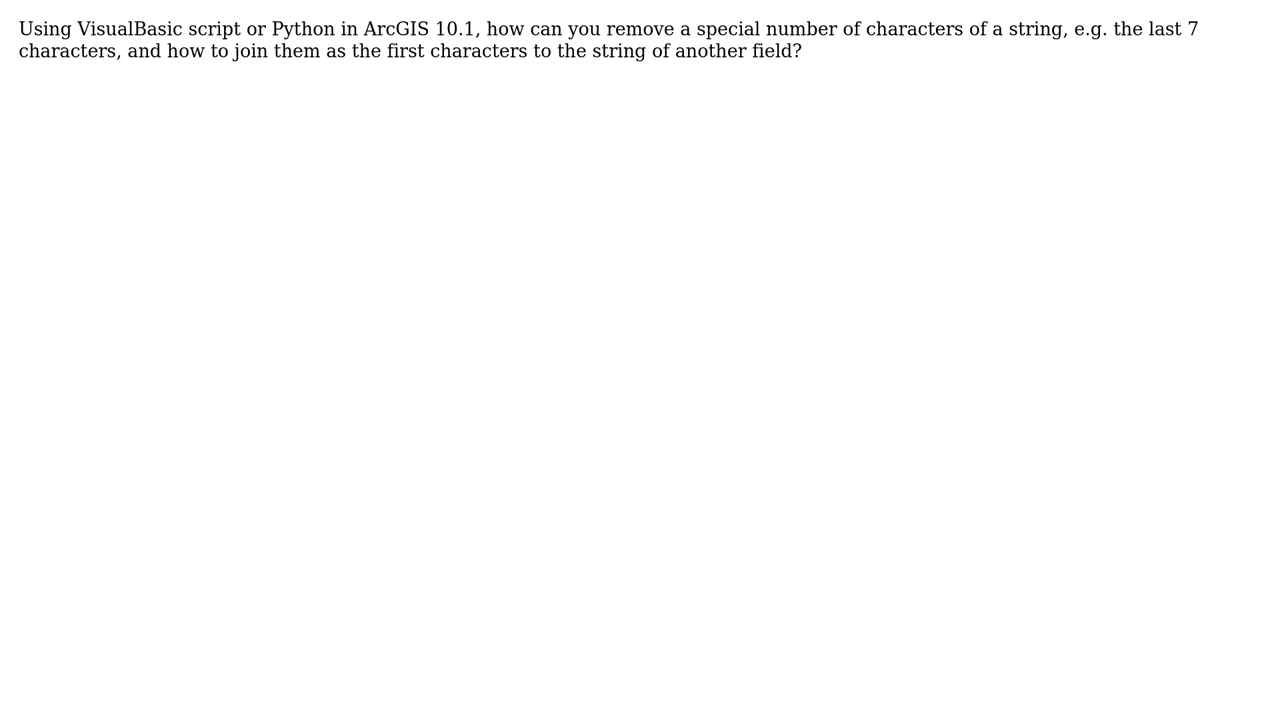 Using VisualBasic script or Python in ArcGIS 10.1, how can you remove a special number of characters of a string, e.g. the last 7
characters, and how to join them as the first characters to the string of another field?